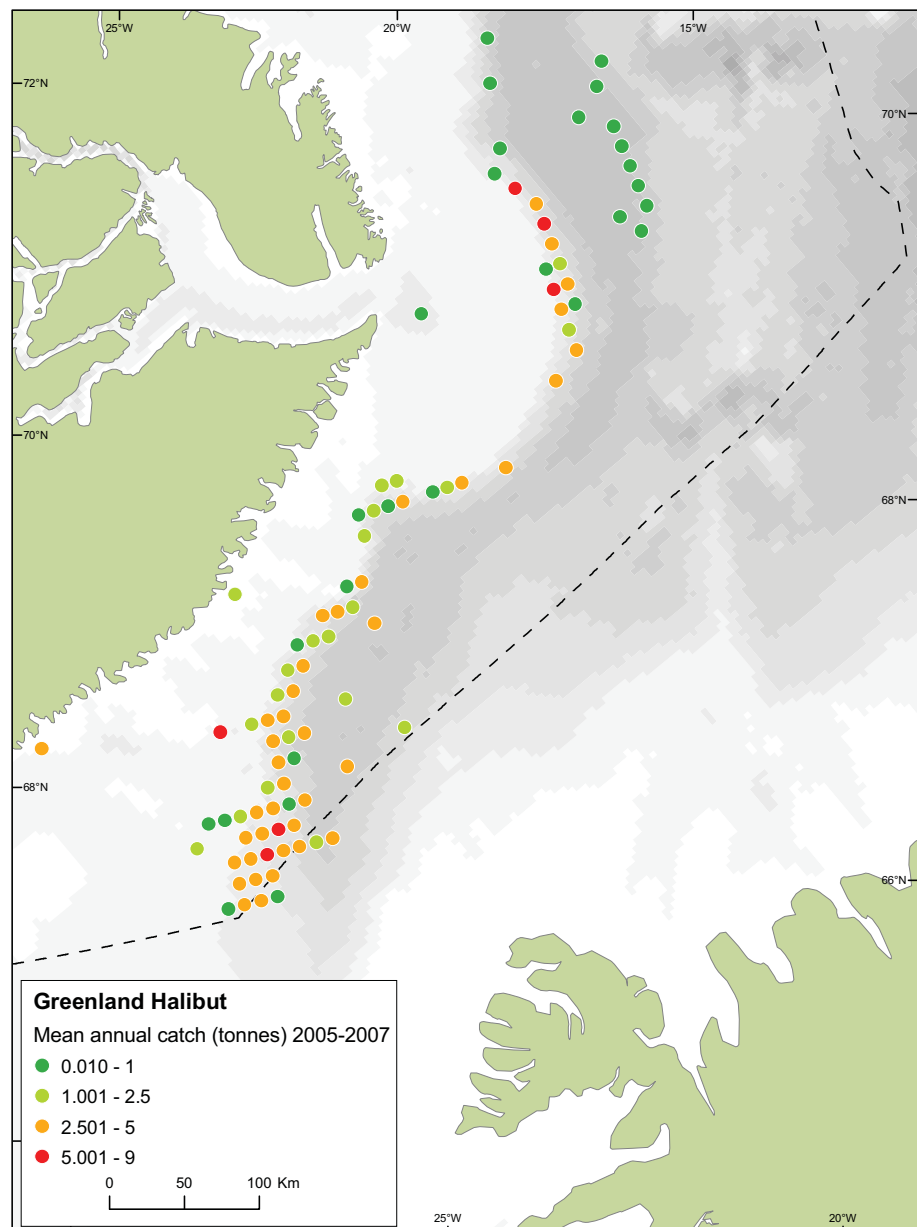 25°W 20°W 15°W
72°N
70°N
70°N
68°N
68°N
66°N
Greenland Halibut
Mean annual catch (tonnes) 2005-2007
0.010 - 1
1.001 - 2.5
2.501 - 5
5.001 - 9
0 50 100 Km
25°W 20°W